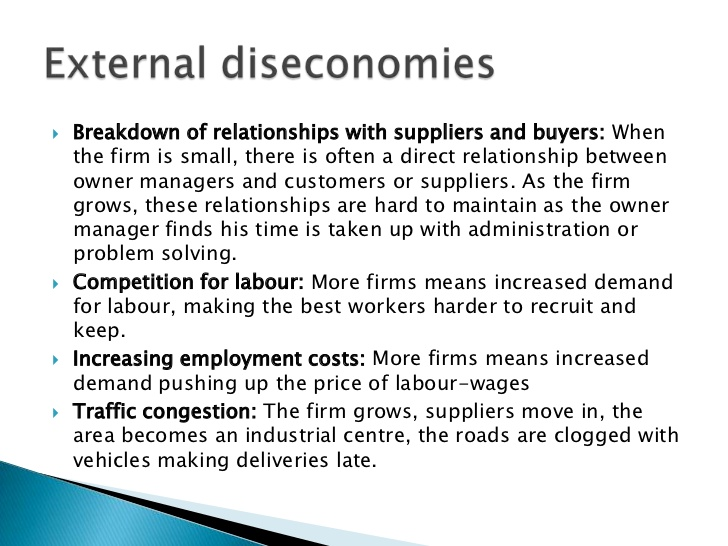 External diseconomies
Breakdown of relationships with suppliers and buyers: When
the firm is small, there is often a direct relationship between
owner managers and customers or suppliers. As the firm
grows, these relationships are hard to maintain as the owner
manager finds his time is taken up with administration or
problem solving.
Competition for labour: More firms means increased demand
for labour, making the best workers harder to recruit and
keep.
Increasing employment costs: More firms means increased
demand pushing up the price of labour-wages
Traffic congestion: The firm grows, suppliers move in, the
area becomes an industrial centre, the roads are clogged with
vehicles making deliveries late.